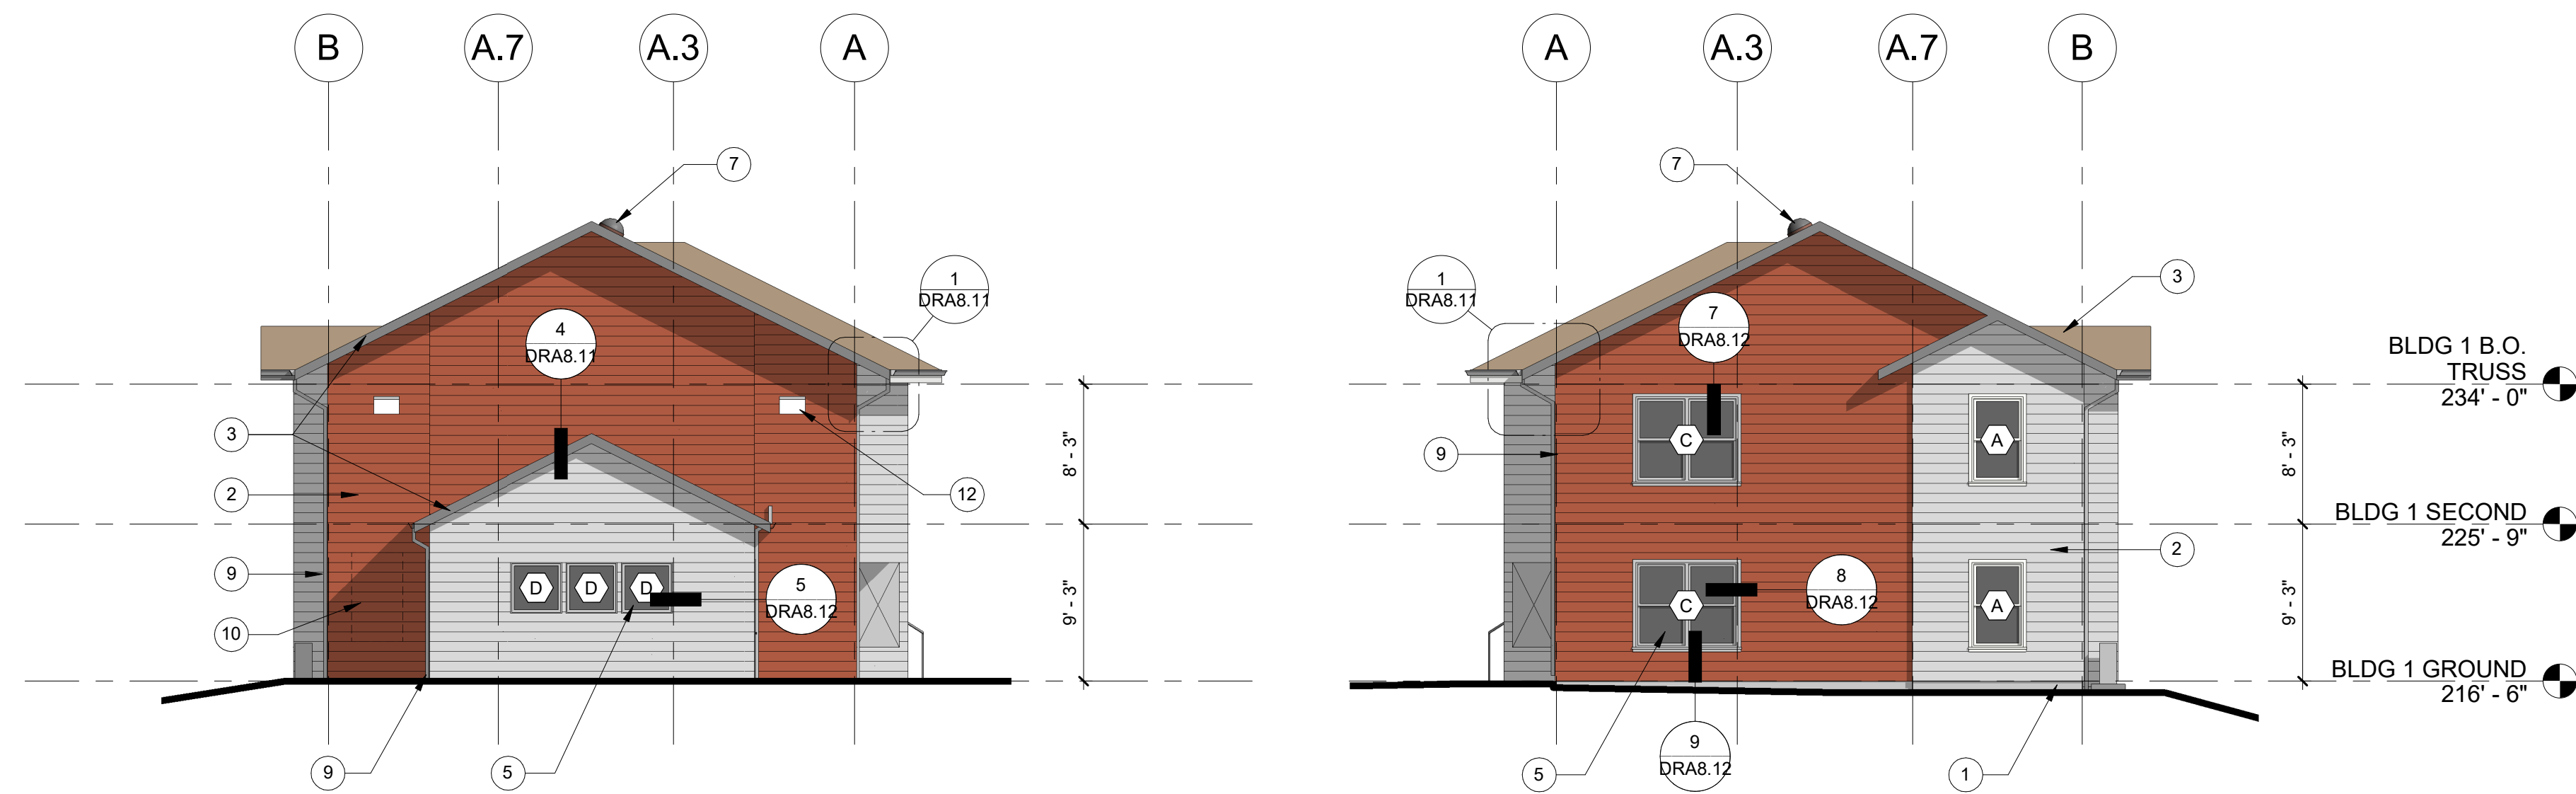 B
A.7
A.3
A
A
A.3
A.7
B
7
7
1
DRA8.11
1
DRA8.11
3
4
DRA8.11
7
DRA8.12
BLDG 1 B.O.
TRUSS
234' - 0"
3
2
12
8' - 3"
C
A
9
8' - 3"
BLDG 1 SECOND
225' - 9"
2
9
10
D
D
D
5
DRA8.12
9' - 3"
C
8
DRA8.12
A
9' - 3"
BLDG 1 GROUND
216' - 6"
9
5
5
9
DRA8.12
1